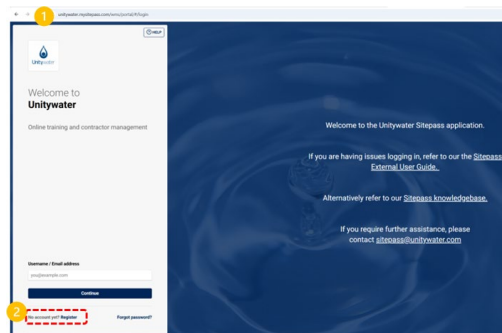 1
unitywater.mysitepass.com/sms/portal/#/login
HELP
Unitywater
Welcome to
Unitywater
Online training and contractor management
Username / Email address
you@example.com
Continue
2
No account yet? Register
Forgot password?
Welcome to the Unitywater Sitepass application.
If you are having issues logging in, refer to our the Sitepass
External User Guide.
Alternatively refer to our Sitepass knowledgebase.
If you require further assistance, please
contact sitepass@unitywater.com